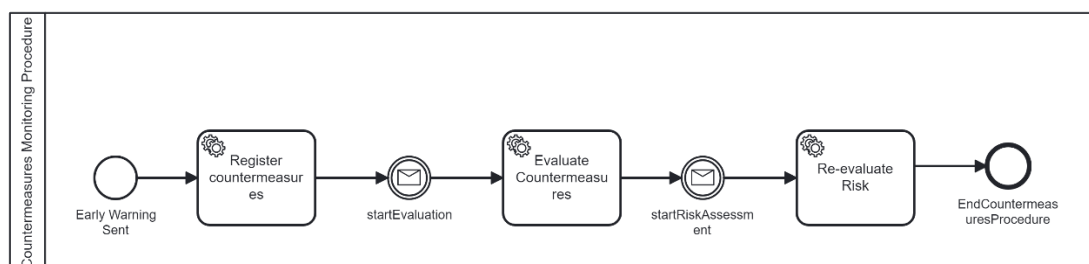 Countermeasures Monitoring Procedure
Early Warning
Sent
Register
countermeasur
es
startEvaluation
Evaluate
Countermeasu
res
startRiskAssessm
ent
Re-evaluate
Risk
EndCountermeas
uresProcedure